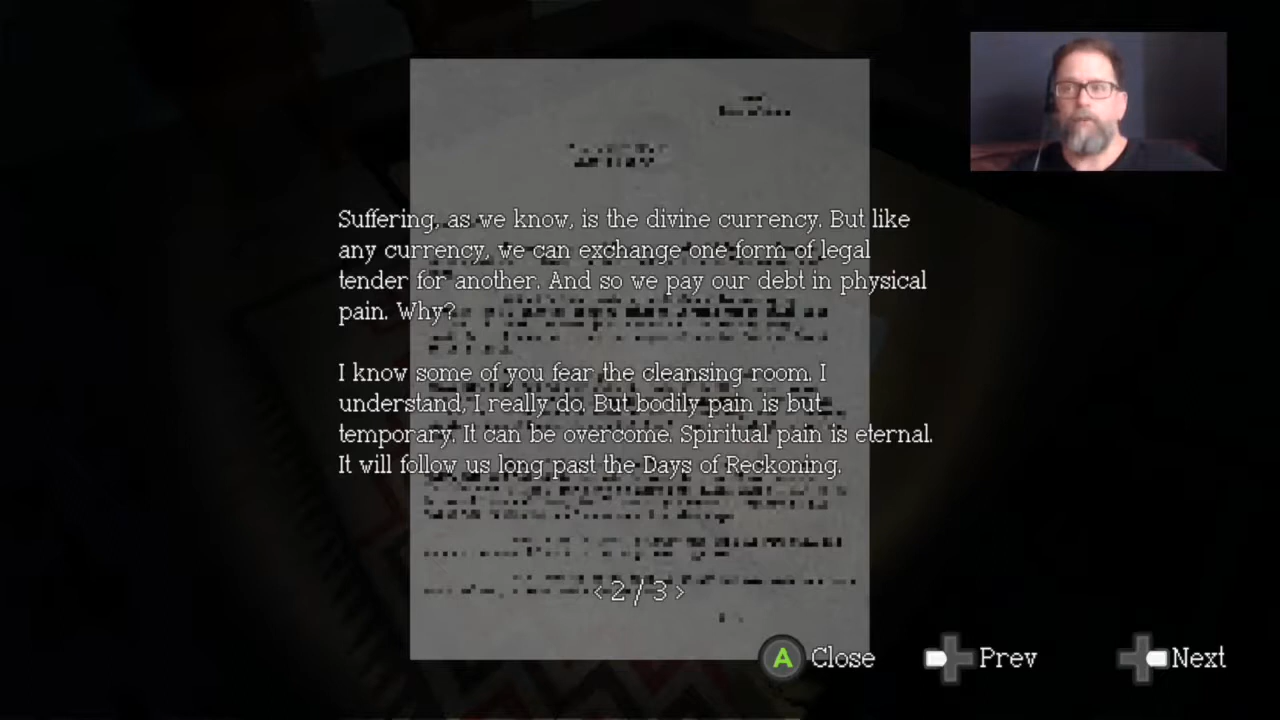 Suffering, as we know, is the divine currency. But like
any currency, we can exchange one form of legal
tender for another. And so we pay our debt in physical
pain. Why?
I know some of you fear the cleansing room. I
understand, I really do. But bodily pain is but
temporary. It can be overcome. Spiritual pain is eternal.
It will follow us long past the Days of Reckoning.
<2/3>
A Close
Prev
Next